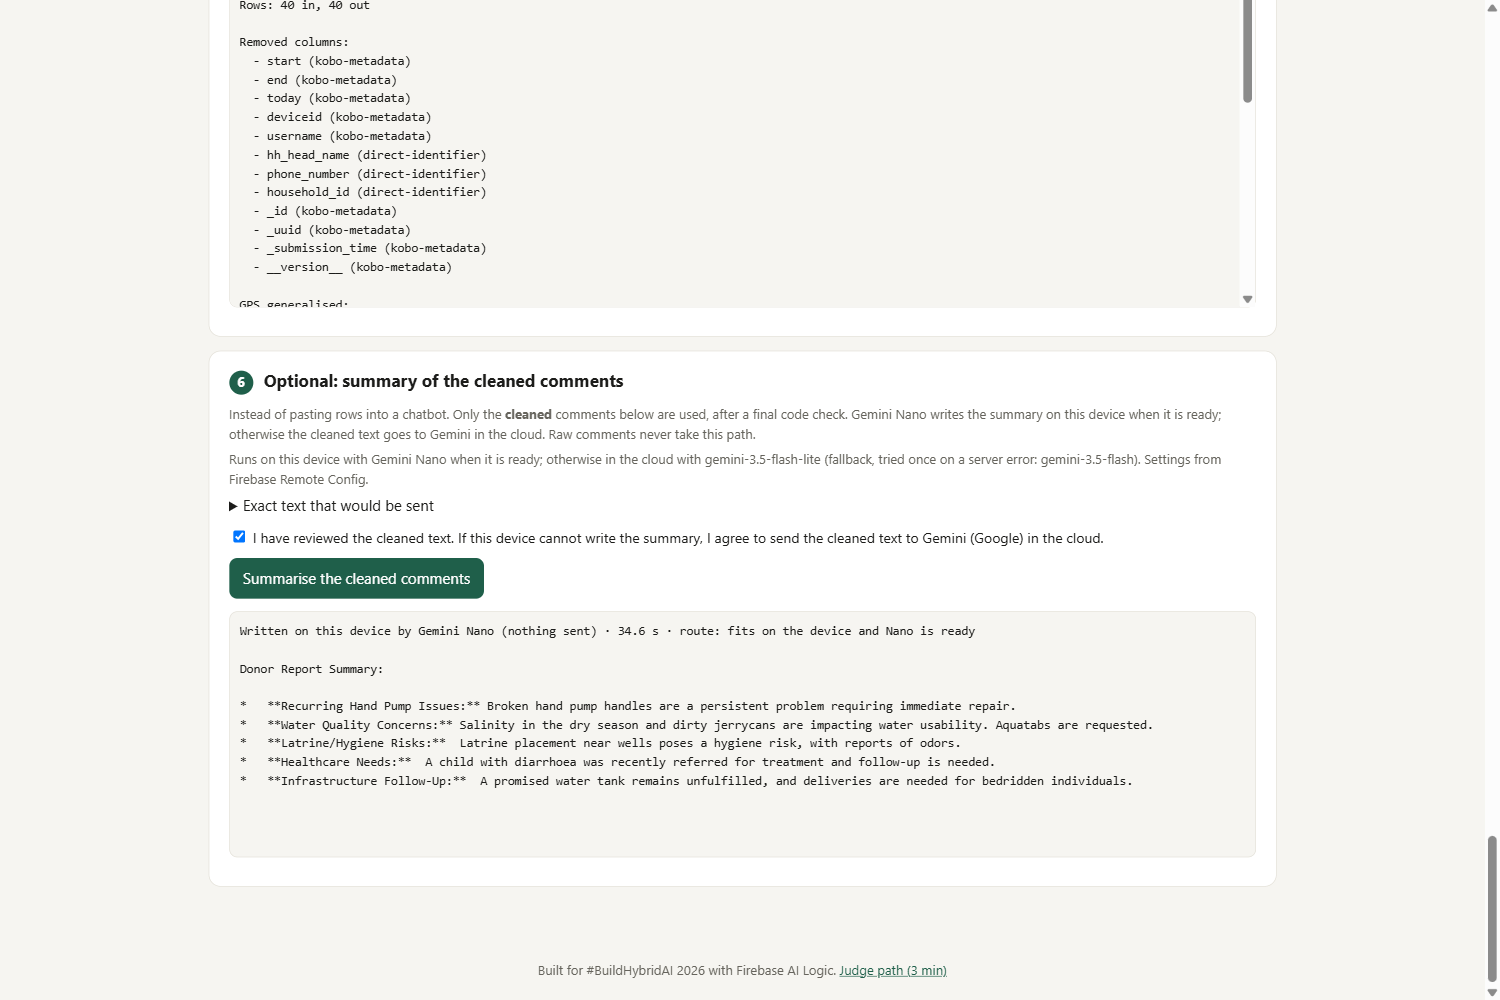 Rows: 40 in, 40 out
Removed columns:
- start (kobo-metadata)
- end (kobo-metadata)
- today (kobo-metadata)
- deviceid (kobo-metadata)
- username (kobo-metadata)
- hh_head_name (direct-identifier)
- phone_number (direct-identifier)
- household_id (direct-identifier)
- _id (kobo-metadata)
- _uuid (kobo-metadata)
- _submission_time (kobo-metadata)
- __version__ (kobo-metadata)
GPS generalised:
6 Optional: summary of the cleaned comments
Instead of pasting rows into a chatbot. Only the cleaned comments below are used, after a final code check. Gemini Nano writes the summary on this device when it is ready;
otherwise the cleaned text goes to Gemini in the cloud. Raw comments never take this path.
Runs on this device with Gemini Nano when it is ready; otherwise in the cloud with gemini-3.5-flash-lite (fallback, tried once on a server error: gemini-3.5-flash). Settings from
Firebase Remote Config.
▶ Exact text that would be sent
I have reviewed the cleaned text. If this device cannot write the summary, I agree to send the cleaned text to Gemini (Google) in the cloud.
Summarise the cleaned comments
Written on this device by Gemini Nano (nothing sent) · 34.6 s · route: fits on the device and Nano is ready
Donor Report Summary:
*   **Recurring Hand Pump Issues:** Broken hand pump handles are a persistent problem requiring immediate repair.
*   **Water Quality Concerns:** Salinity in the dry season and dirty jerrycans are impacting water usability. Aquatabs are requested.
*   **Latrine/Hygiene Risks:**  Latrine placement near wells poses a hygiene risk, with reports of odors.
*   **Healthcare Needs:**  A child with diarrhoea was recently referred for treatment and follow-up is needed.
*   **Infrastructure Follow-Up:**  A promised water tank remains unfulfilled, and deliveries are needed for bedridden individuals.
Built for #BuildHybridAI 2026 with Firebase AI Logic. Judge path (3 min)